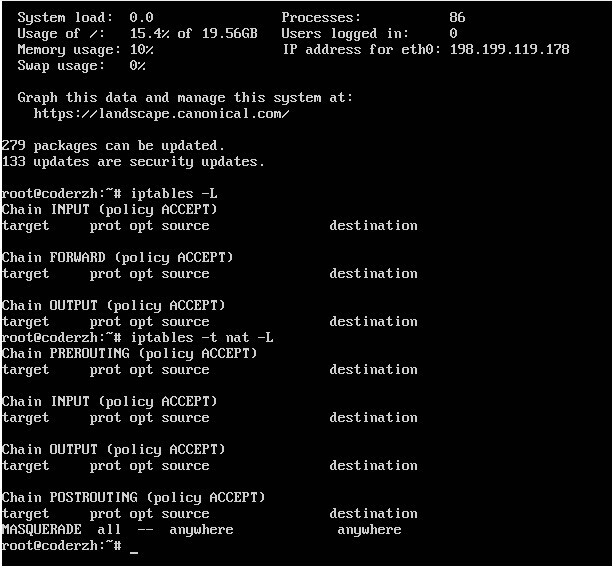 System load:  0.0                Processes:           86
Usage of /:   15.4% of 19.56GB   Users logged in:     0
Memory usage: 10%                IP address for eth0: 198.199.119.178
Swap usage:   0%
Graph this data and manage this system at:
https://landscape.canonical.com/
279 packages can be updated.
133 updates are security updates.
root@coderzh:~# iptables -L
Chain INPUT (policy ACCEPT)
target     prot opt source               destination
Chain FORWARD (policy ACCEPT)
target     prot opt source               destination
Chain OUTPUT (policy ACCEPT)
target     prot opt source               destination
root@coderzh:~# iptables -t nat -L
Chain PREROUTING (policy ACCEPT)
target     prot opt source               destination
Chain INPUT (policy ACCEPT)
target     prot opt source               destination
Chain OUTPUT (policy ACCEPT)
target     prot opt source               destination
Chain POSTROUTING (policy ACCEPT)
target     prot opt source               destination
MASQUERADE  all  --  anywhere             anywhere
root@coderzh:~# _